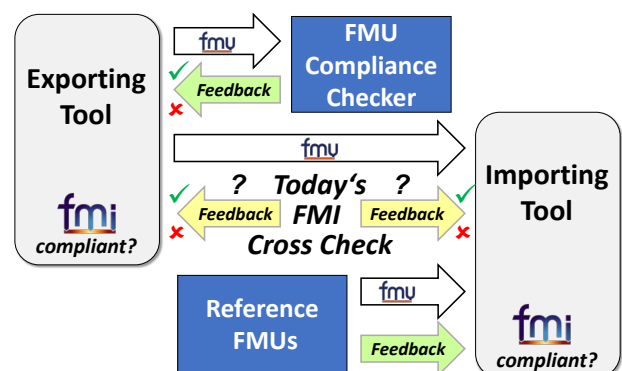 Exporting
Tool
fmi
compliant?
fmu
Feedback
FMU
Compliance
Checker
fmu
? Today‘s ?
Feedback FMI Feedback
Cross Check
Importing
Tool
fmi
compliant?
Reference
FMUs
fmu
Feedback